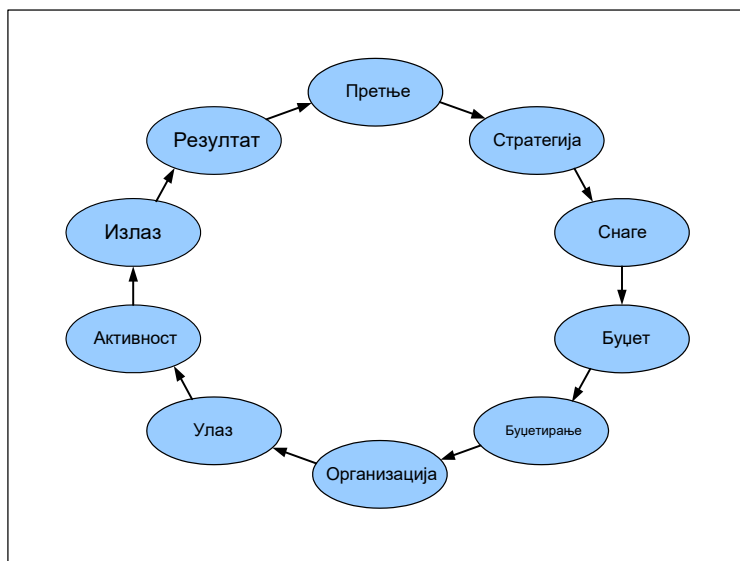 Претње
Стратегија
Снаге
Буџет
Буџетирање
Организација
Улаз
Активност
Излаз
Резултат